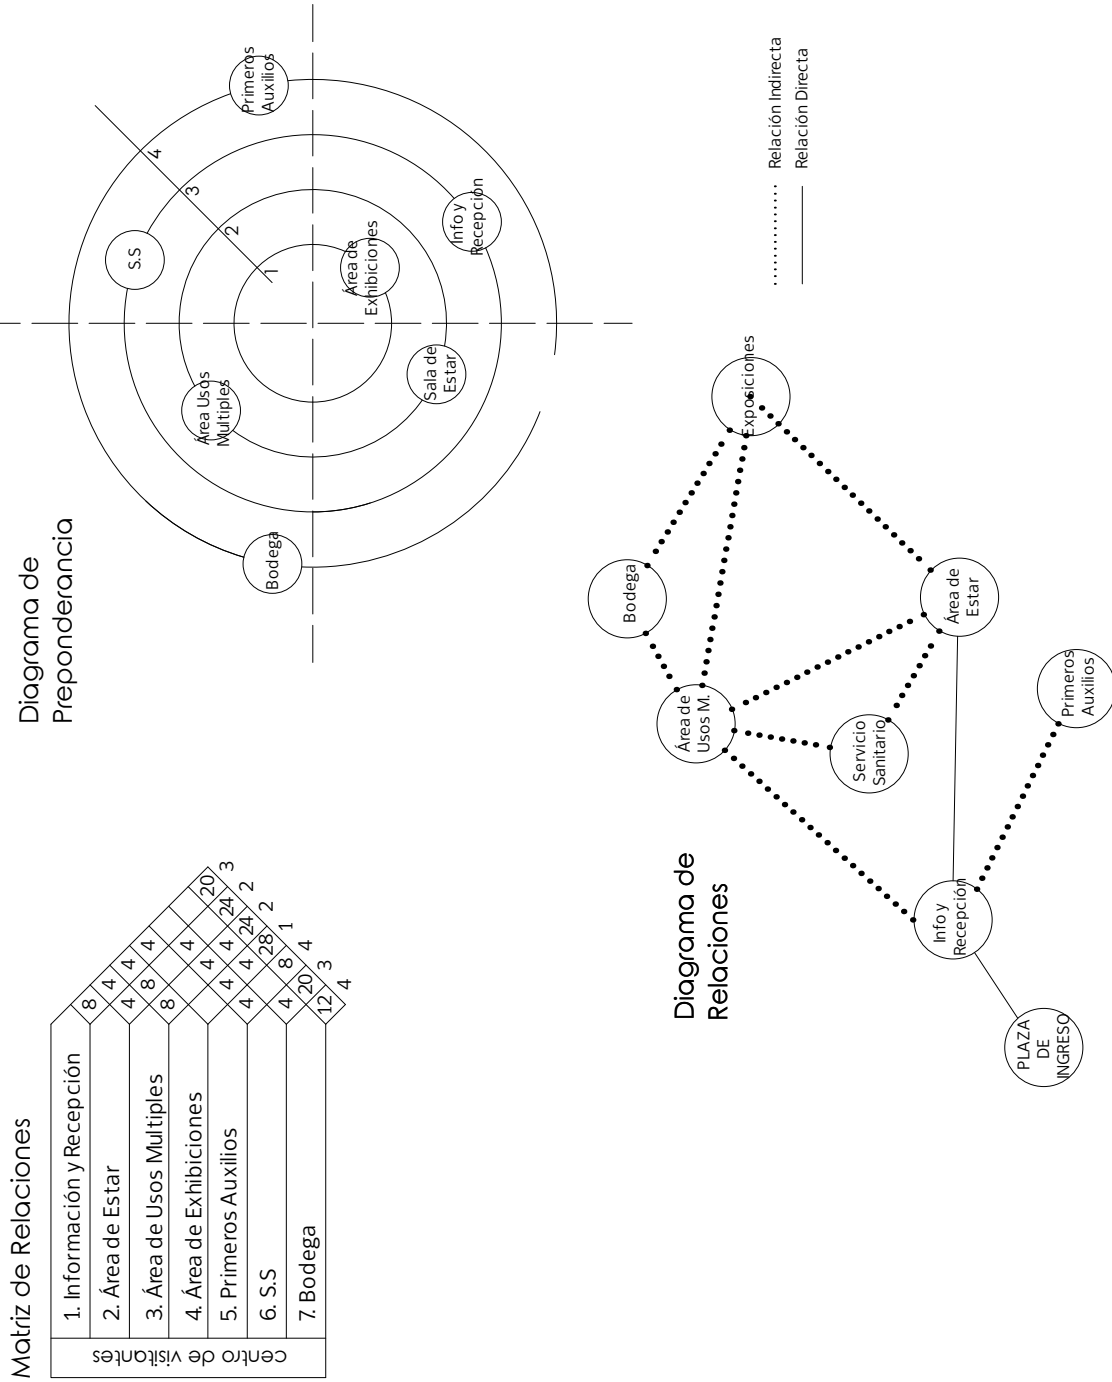 Matriz de Relaciones
centro de visitantes
1. Información y Recepción
2. Área de Estar
3. Área de Usos Multiples
4. Área de Exhibiciones
5. Primeros Auxilios
6. S.S
7. Bodega
8
4
4 4
8 4
8 4
4 20
4 4 24
4 4 4 24
4 28
4 8
20
12
3
2
2
1
4
3
4
Diagrama de
Preponderancia
Bodega
Área Usos
Multiples
S.S
Primeros
Auxilios
Sala de
Estar
Área de
Exhibiciones
Info y
Recepción
1
2
3
4
Diagrama de
Relaciones
PLAZA
DE
INGRESO
Info y
Recepción
Área de
Usos M.
Servicio
Sanitario
Bodega
Exposiciones
Área de
Estar
Primeros
Auxilios
Relación Indirecta
Relación Directa